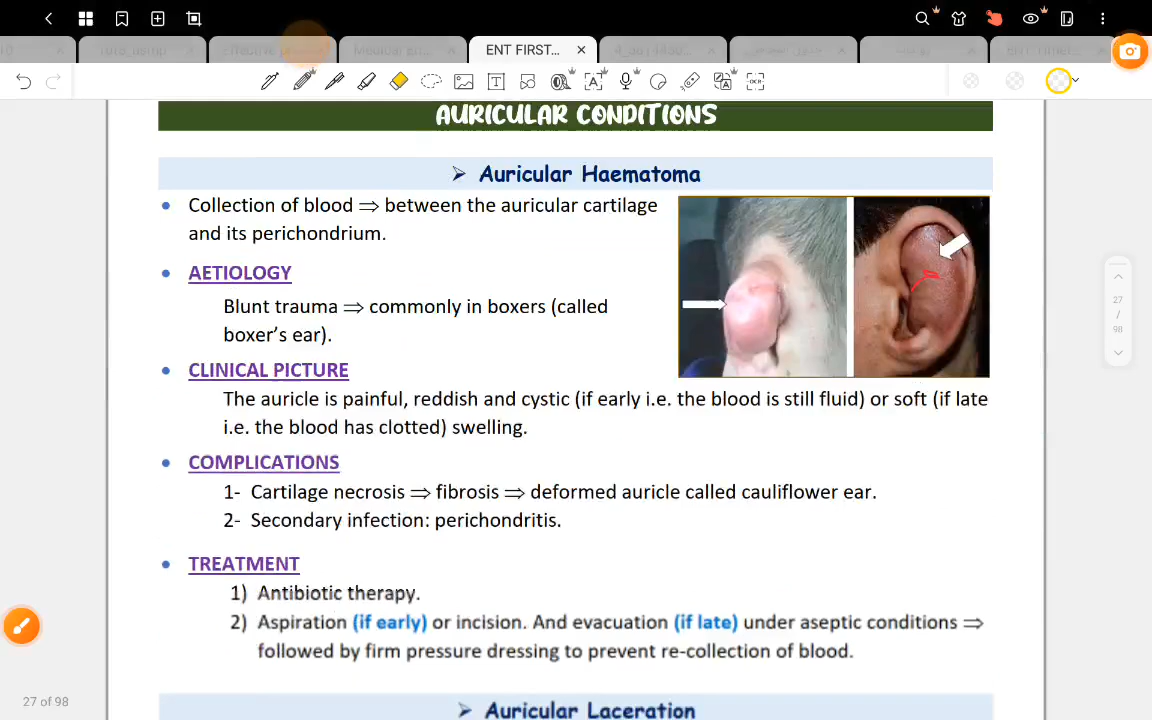 ENT FIRST...
AURICULAR CONDITIONS
➢ Auricular Haematoma
• Collection of blood ⇒ between the auricular cartilage
and its perichondrium.
• AETIOLOGY
Blunt trauma ⇒ commonly in boxers (called
boxer's ear).
• CLINICAL PICTURE
The auricle is painful, reddish and cystic (if early i.e. the blood is still fluid) or soft (if late
i.e. the blood has clotted) swelling.
• COMPLICATIONS
1- Cartilage necrosis ⇒ fibrosis ⇒ deformed auricle called cauliflower ear.
2- Secondary infection: perichondritis.
• TREATMENT
1) Antibiotic therapy.
2) Aspiration (if early) or incision. And evacuation (if late) under aseptic conditions ⇒
followed by firm pressure dressing to prevent re-collection of blood.
➢ Auricular Laceration
27
/
98
27 of 98